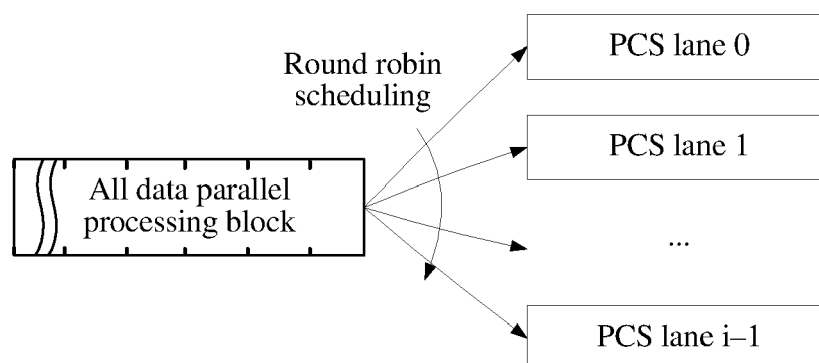 Round robin
scheduling
All data parallel
processing block
PCS lane 0
PCS lane 1
...
PCS lane i–1